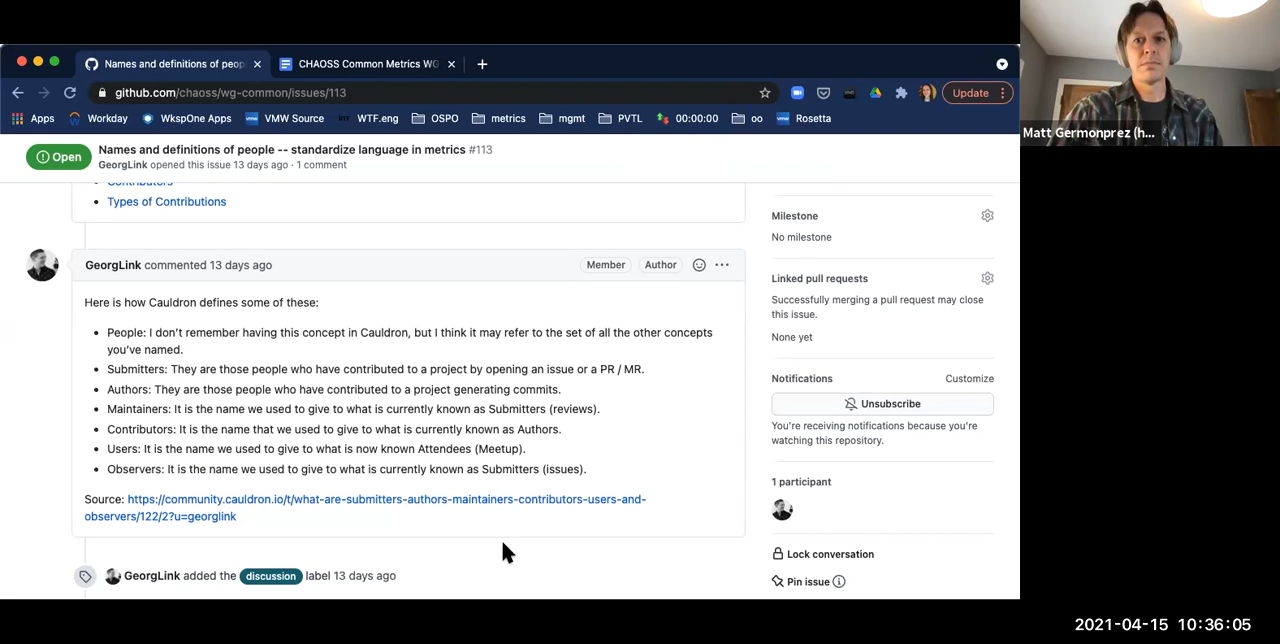 Names and definitions of peop
CHAOSS Common Metrics WG
github.com/chaoss/wg-common/issues/113
Update
Apps
Workday
WkspOne Apps
VMW Source
WTF.eng
OSPO
metrics
mgmt
PVTL
00:00:00
oo
Rosetta
Matt Germonprez (h...
Open
Names and definitions of people -- standardize language in metrics #113
GeorgLink opened this issue 13 days ago · 1 comment
Contributors
Types of Contributions
GeorgLink commented 13 days ago
Member
Author
Here is how Cauldron defines some of these:
People: I don't remember having this concept in Cauldron, but I think it may refer to the set of all the other concepts
you've named.
Submitters: They are those people who have contributed to a project by opening an issue or a PR / MR.
Authors: They are those people who have contributed to a project generating commits.
Maintainers: It is the name we used to give to what is currently known as Submitters (reviews).
Contributors: It is the name that we used to give to what is currently known as Authors.
Users: It is the name we used to give to what is now known Attendees (Meetup).
Observers: It is the name we used to give to what is currently known as Submitters (issues).
Source: https://community.cauldron.io/t/what-are-submitters-authors-maintainers-contributors-users-and-
observers/122/2?u=georglink
GeorgLink added the discussion label 13 days ago
Milestone
No milestone
Linked pull requests
Successfully merging a pull request may close
this issue.
None yet
Notifications
Customize
Unsubscribe
You're receiving notifications because you're
watching this repository.
1 participant
Lock conversation
Pin issue
2021-04-15 10:36:05